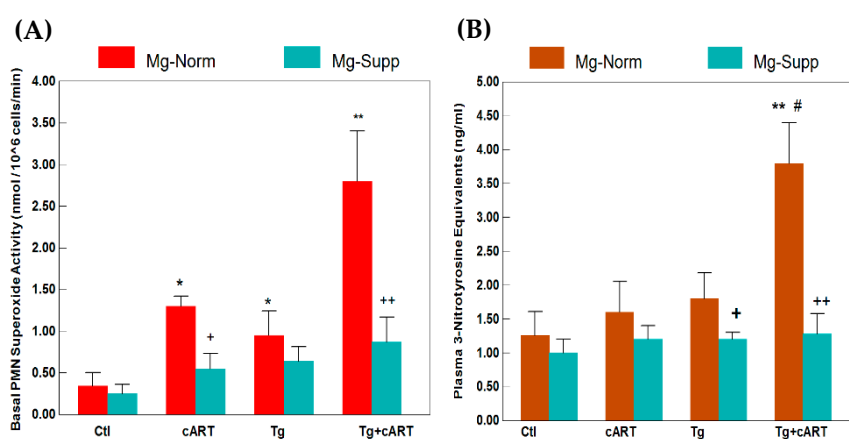 (A)
Mg-Norm Mg-Supp
Basal PMN Superoxide Activity (nmol / 10^6 cells/min)
4.00
3.50
3.00
2.50
2.00
1.50
1.00
0.50
0.00
* + * ** ++
Ctl cART Tg Tg+cART
(B)
Mg-Norm Mg-Supp
Plasma 3-Nitrotyrosine Equivalents (ng/ml)
5.00
4.50
4.00
3.50
3.00
2.50
2.00
1.50
1.00
0.50
0.00
+ ** # ++
Ctl cART Tg Tg+cART